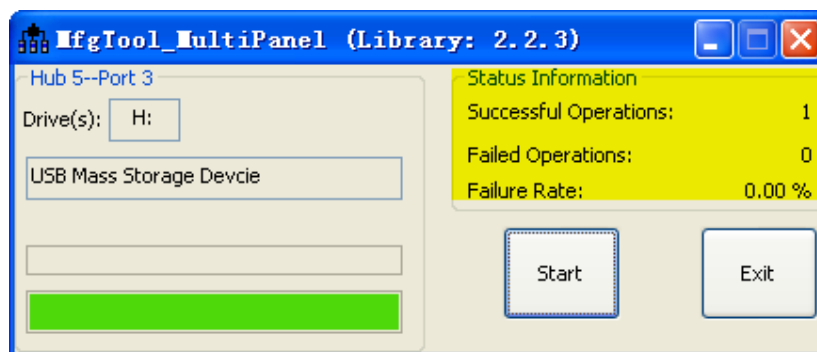 MfgTool_MultiPanel (Library: 2.2.3)
Hub 5--Port 3
Drive(s): H:
USB Mass Storage Devcie
Status Information
Successful Operations: 1
Failed Operations: 0
Failure Rate: 0.00 %
Start
Exit